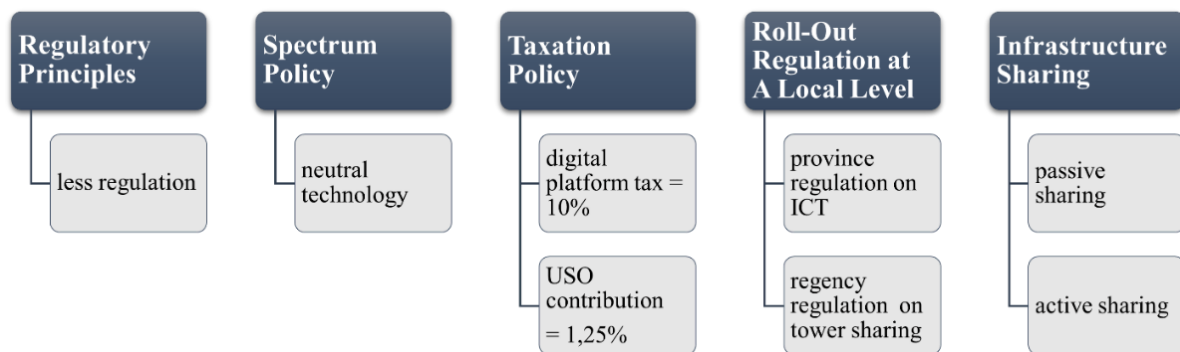 Regulatory
Principles
less regulation
Spectrum
Policy
neutral
technology
Taxation
Policy
digital
platform tax =
10%
USO
contribution
= 1,25%
Roll-Out
Regulation at
A Local Level
province
regulation on
ICT
regency
regulation on
tower sharing
Infrastructure
Sharing
passive
sharing
active sharing